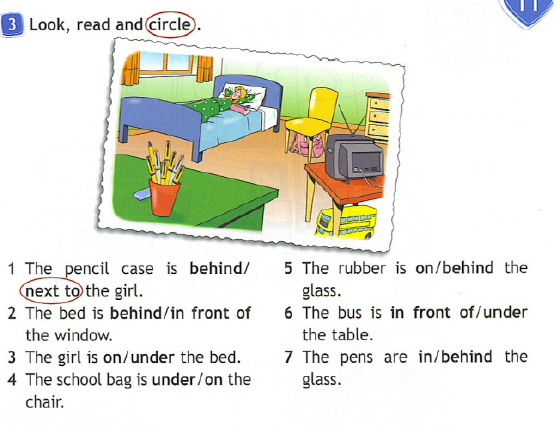 11
3 Look, read and circle.
1 The pencil case is behind/
next to the girl.
2 The bed is behind/in front of
the window.
3 The girl is on/under the bed.
4 The school bag is under/on the
chair.
5 The rubber is on/behind the
glass.
6 The bus is in front of/under
the table.
7 The pens are in/behind the
glass.